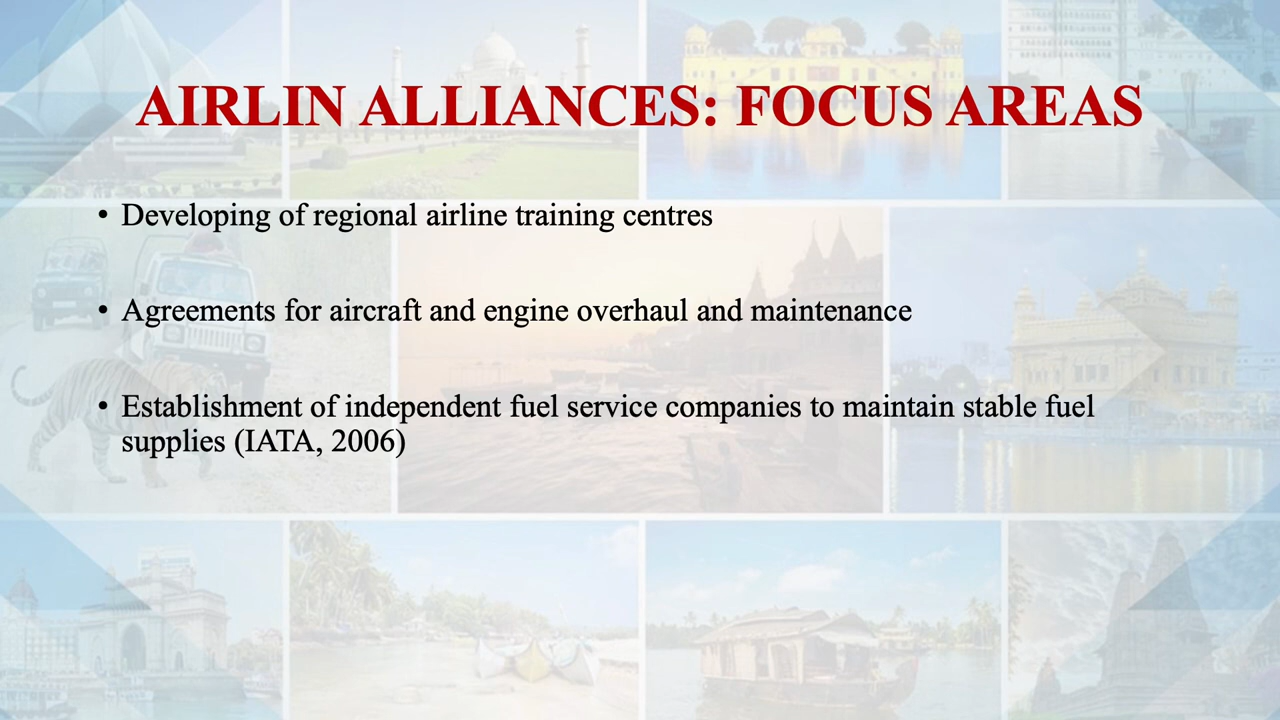 AIRLIN ALLIANCES: FOCUS AREAS
• Developing of regional airline training centres
• Agreements for aircraft and engine overhaul and maintenance
• Establishment of independent fuel service companies to maintain stable fuel
supplies (IATA, 2006)